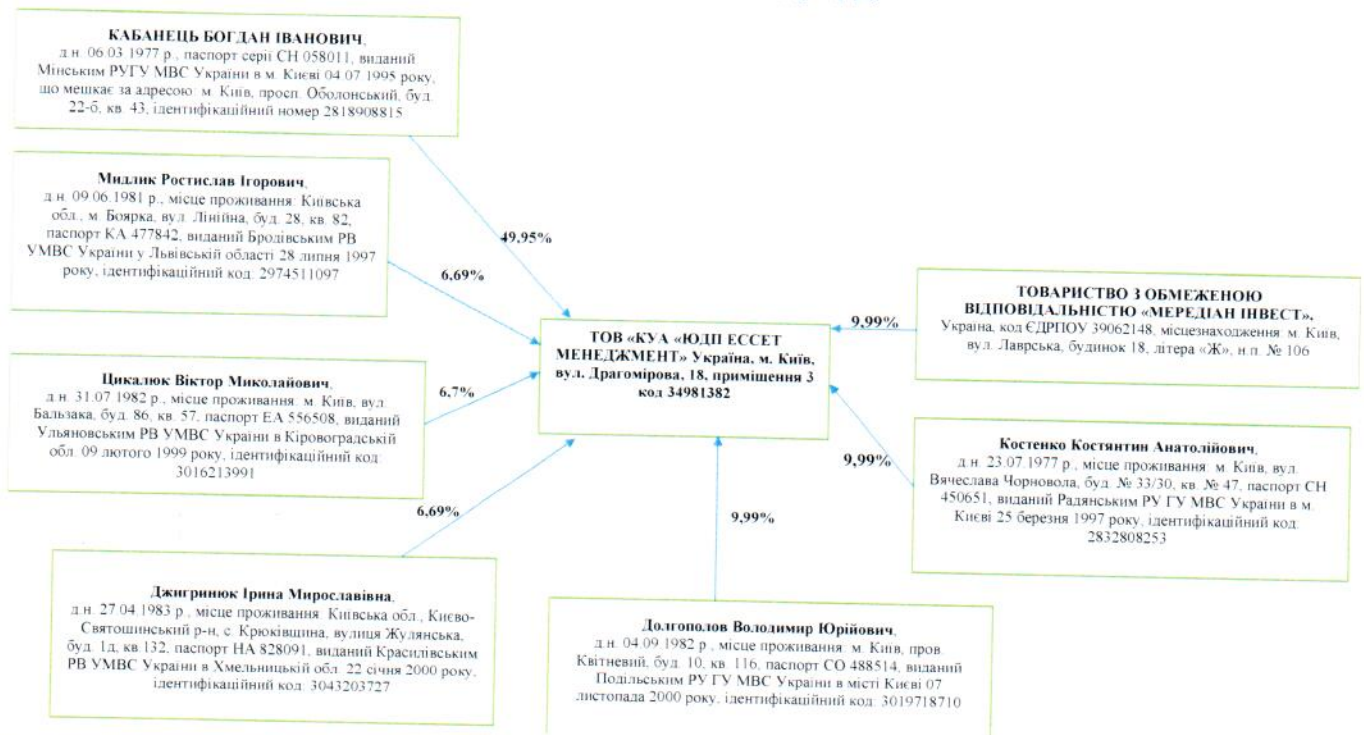 КАБАНЕЦЬ БОГДАН ІВАНОВИЧ,
д.н. 06.03 1977 р., паспорт серії СН 058011, виданий
Мінським РУГУ МВС України в м. Києві 04 07 1995 року,
що мешкає за адресою: м. Київ, просп. Оболонський, буд.
22-б, кв. 43, ідентифікаційний номер 2818908815
Мидлик Ростислав Ігорович,
д.н. 09.06.1981 р., місце проживання: Київська
обл., м. Боярка, вул. Лінійна, буд. 28, кв. 82,
паспорт КА 477842, виданий Бродівським РВ
УМВС України у Львівській області 28 липня 1997
року, ідентифікаційний код: 2974511097
49,95%
6,69%
ТОВАРИСТВО З ОБМЕЖЕНОЮ
ВІДПОВІДАЛЬНІСТЮ «МЕРЕДІАН ІНВЕСТ»,
Україна, код ЄДРПОУ 39062148, місцезнаходження: м. Київ,
вул. Лаврська, будинок 18, літера «Ж», н.п. № 106
9,99%
ТОВ «КУА «ЮДП ЕССЕТ
МЕНЕДЖМЕНТ» Україна, м. Київ,
вул. Драгомірова, 18, приміщення 3
код 34981382
Цикалюк Віктор Миколайович,
д.н. 31.07 1982 р., місце проживання: м. Київ, вул.
Бальзака, буд. 86, кв. 57, паспорт ЕА 556508, виданий
Ульяновським РВ УМВС України в Кіровоградській
обл. 09 лютого 1999 року, ідентифікаційний код:
3016213991
6,7%
Костенко Костянтин Анатолійович,
д.н. 23.07.1977 р., місце проживання: м. Київ, вул.
Вячеслава Чорновола, буд. № 33/30, кв. № 47, паспорт СН
450651, виданий Радянським РУ ГУ МВС України в м.
Києві 25 березня 1997 року, ідентифікаційний код:
2832808253
9,99%
6,69%
9,99%
Джигринюк Ірина Мирославівна,
д.н. 27.04.1983 р., місце проживання: Київська обл., Києво-
Святошинський р-н, с. Крюківщина, вулиця Жулянська,
буд. 1д, кв.132, паспорт НА 828091, виданий Красилівським
РВ УМВС України в Хмельницькій обл. 22 січня 2000 року,
ідентифікаційний код: 3043203727
Долгополов Володимир Юрійович,
д.н. 04.09.1982 р., місце проживання: м. Київ, пров.
Квітневий, буд. 10, кв. 116, паспорт СО 488514, виданий
Подільським РУ ГУ МВС України в місті Києві 07
листопада 2000 року, ідентифікаційний код: 3019718710